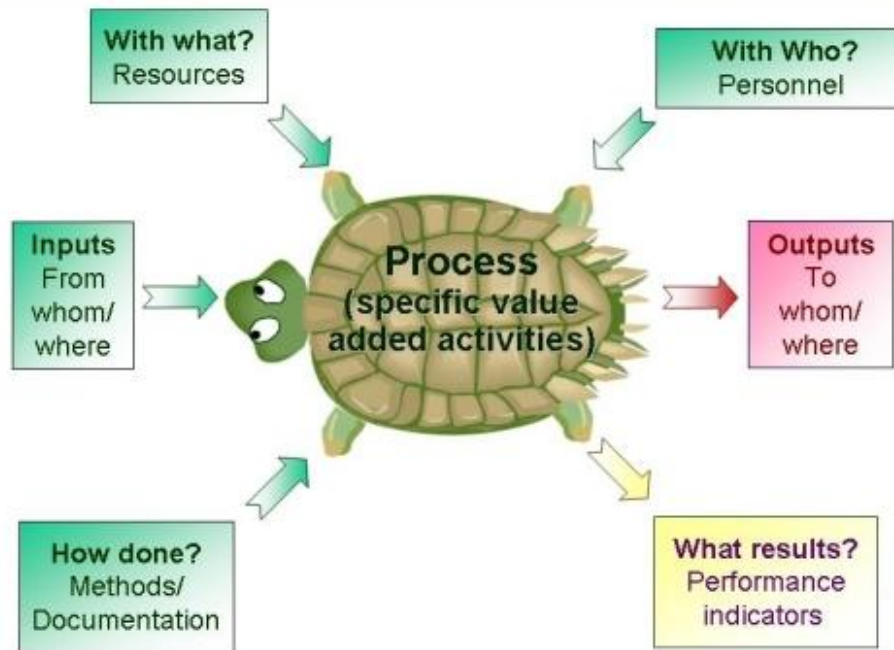 With what?
Resources
With Who?
Personnel
Inputs
From
whom/
where
Process
(specific value
added activities)
Outputs
To
whom/
where
How done?
Methods/
Documentation
What results?
Performance
indicators